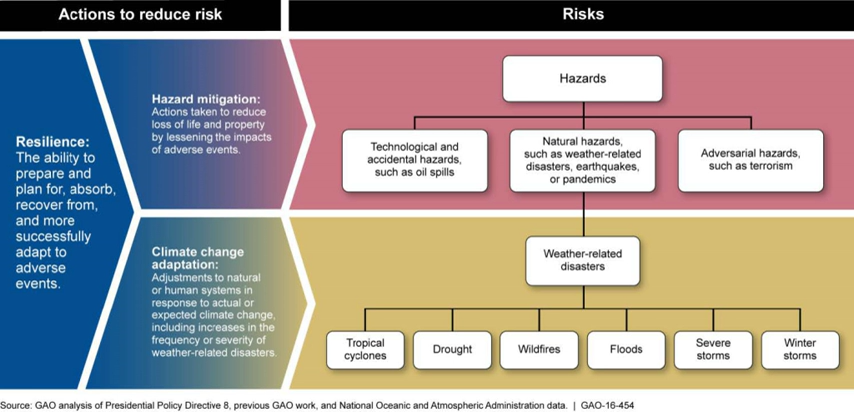 Actions to reduce risk
Risks
Resilience:
The ability to
prepare and
plan for, absorb,
recover from,
and more
successfully
adapt to
adverse
events.
Hazard mitigation:
Actions taken to reduce
loss of life and property
by lessening the impacts
of adverse events.
Climate change
adaptation:
Adjustments to natural
or human systems in
response to actual or
expected climate change,
including increases in the
frequency or severity of
weather-related disasters.
Hazards
Technological and
accidental hazards,
such as oil spills
Natural hazards,
such as weather-related
disasters, earthquakes,
or pandemics
Adversarial hazards,
such as terrorism
Weather-related
disasters
Tropical
cyclones
Drought
Wildfires
Floods
Severe
storms
Winter
storms
Source: GAO analysis of Presidential Policy Directive 8, previous GAO work, and National Oceanic and Atmospheric Administration data. | GAO-16-454